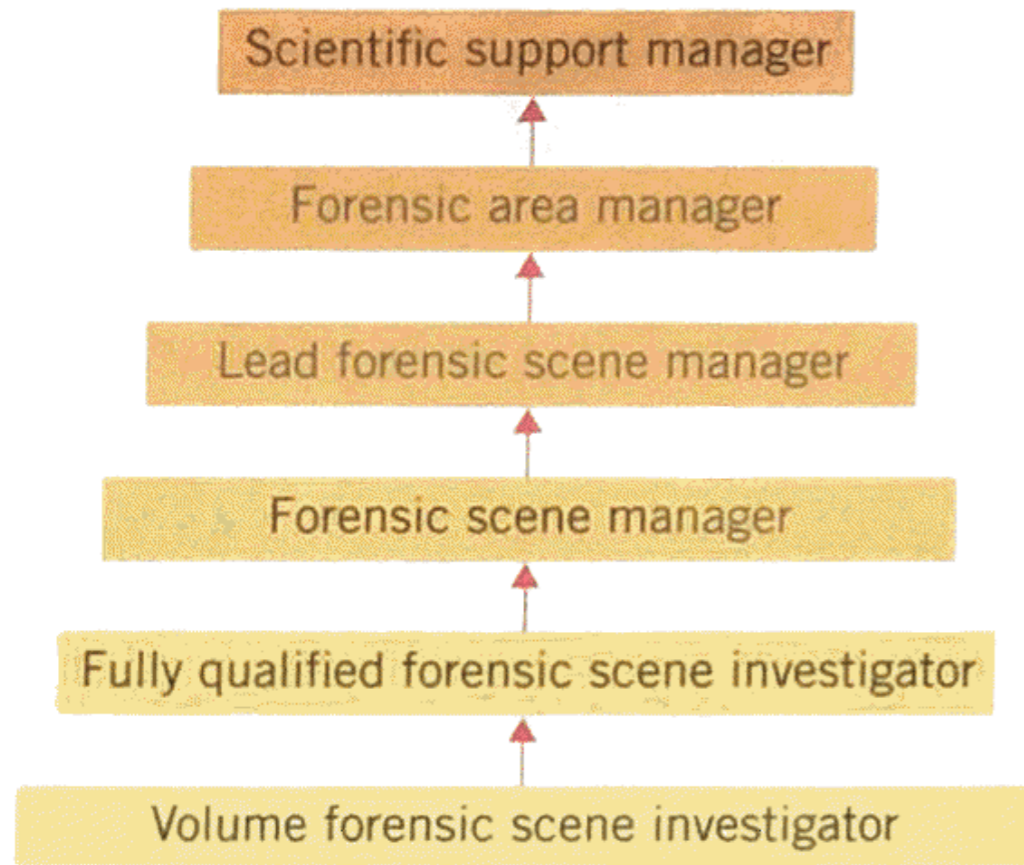 Scientific support manager
Forensic area manager
Lead forensic scene manager
Forensic scene manager
Fully qualified forensic scene investigator
Volume forensic scene investigator